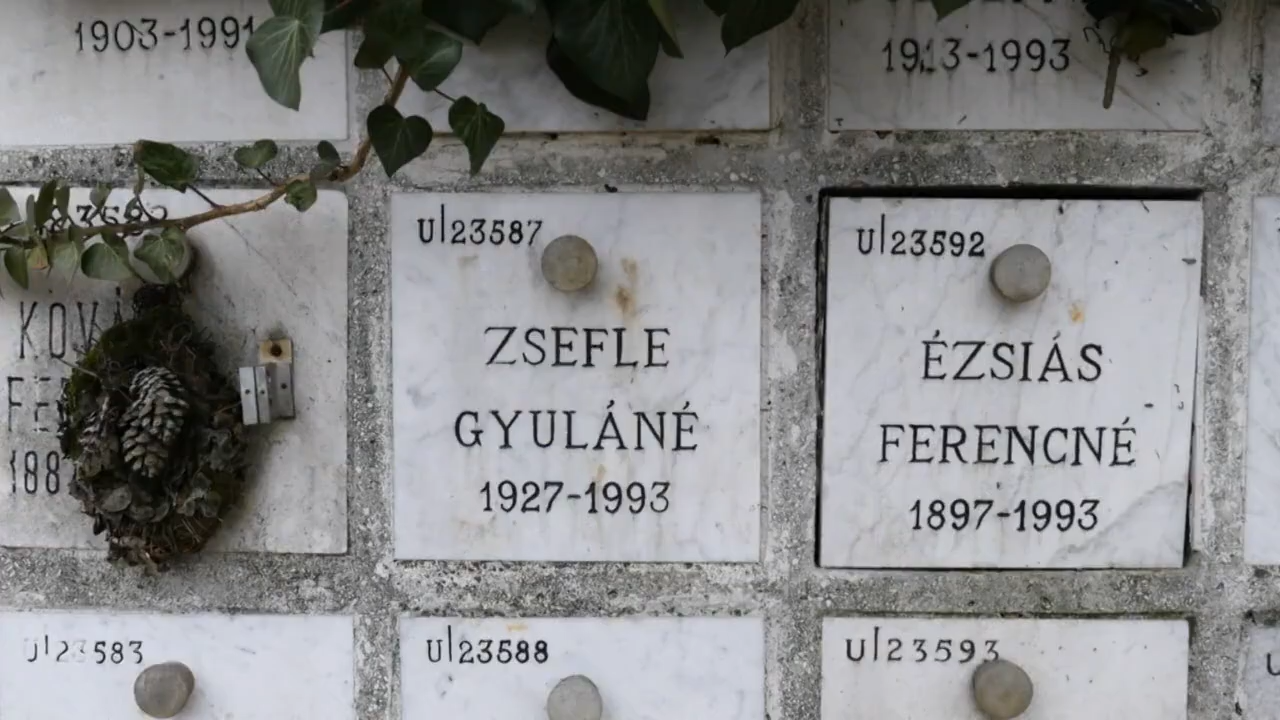 1903-1991
1913-1993
U|23587
ZSEFLE
GYULÁNÉ
1927-1993
U|23592
ÉZSIÁS
FERENCNÉ
1897-1993
U|23583
U|23588
U|23593